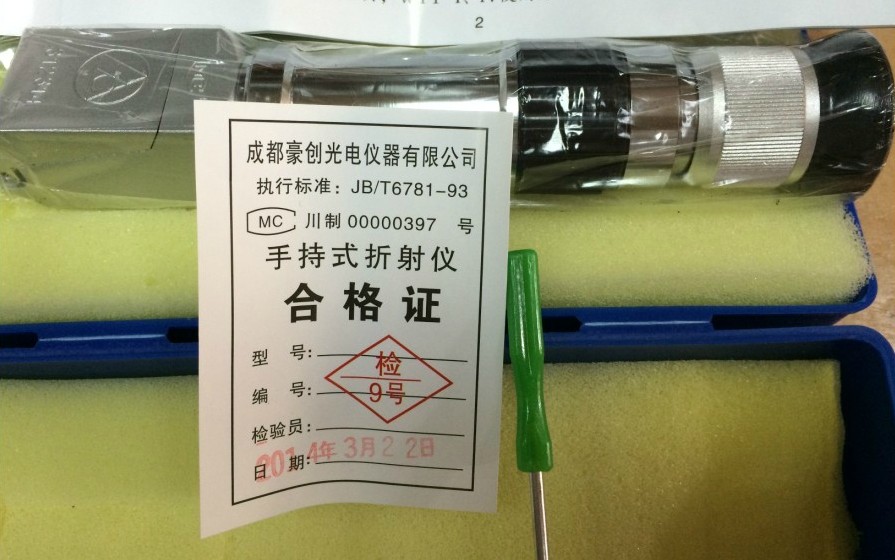 2
成都豪创光电仪器有限公司
执行标准：JB/T6781-93
MC 川制 00000397 号
手持式折射仪
合格证
型 号：
检
9号
编 号：
检验员：
2014年3月22日
日 期：